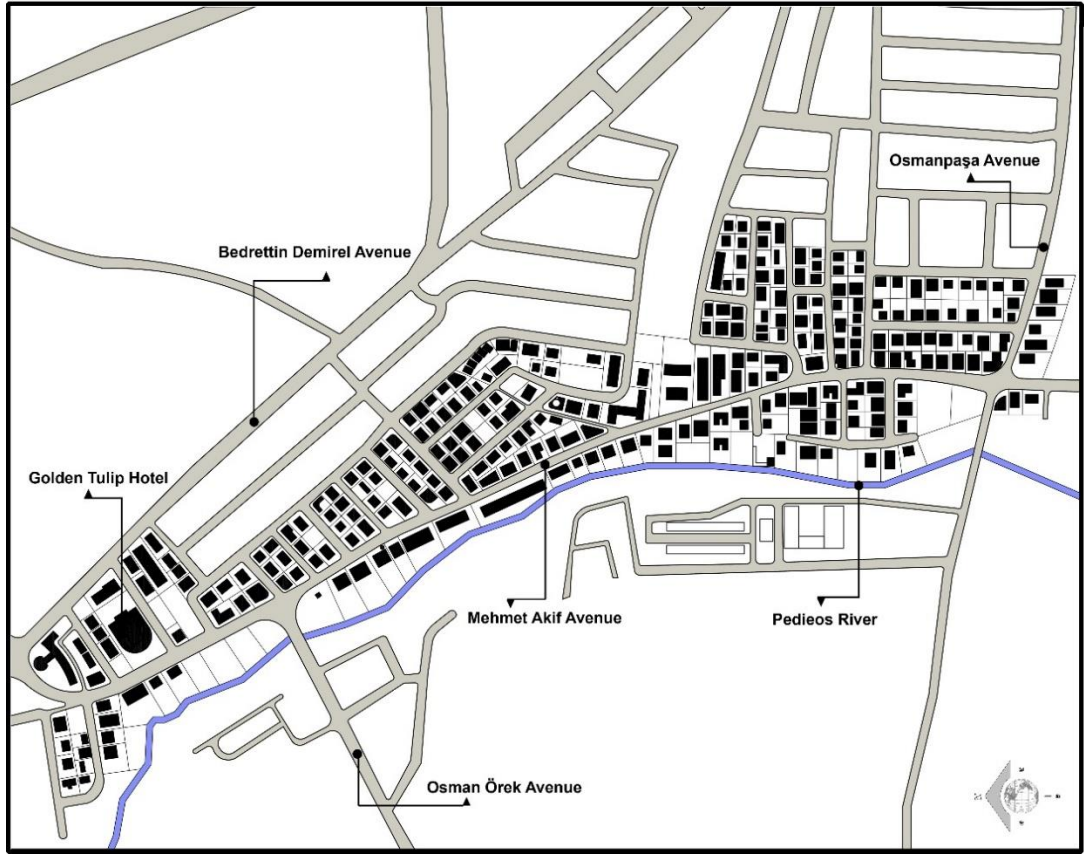 Osmanpaşa Avenue
Bedrettin Demirel Avenue
Golden Tulip Hotel
Mehmet Akif Avenue
Pedieos River
Osman Örek Avenue